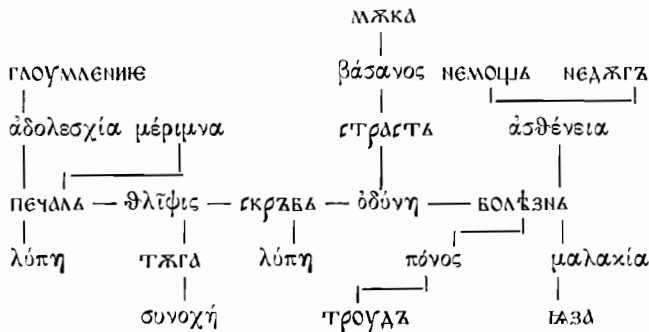 мѫка
глоумлениѥ βάσανος немощь недѫгъ
ἀδολεσχία μέριμνα страсть ἀσθένεια
печаль θλῖψις скръбь ὀδύνη болѣзнь
λύπη тѫга λύπη πόνος μαλακία
συνοχή троудъ ѩза